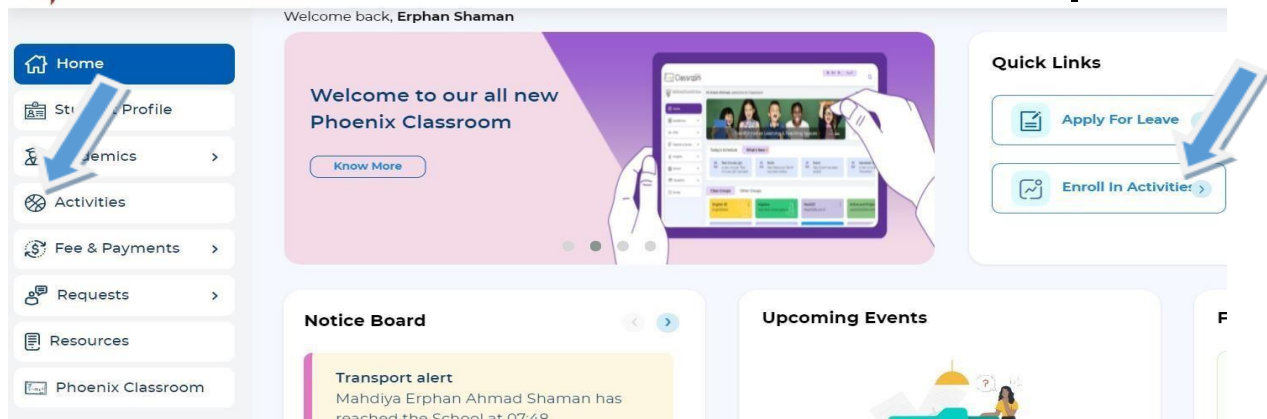 Welcome back, Erphan Shaman
Home
Profile
Academics
Activities
Fee & Payments
Requests
Resources
Phoenix Classroom
Welcome to our all new
Phoenix Classroom
Know More
Quick Links
Apply For Leave
Enroll In Activities
Notice Board
Transport alert
Mahdiya Erphan Ahmad Shaman has
reached the School at 07:48
Upcoming Events